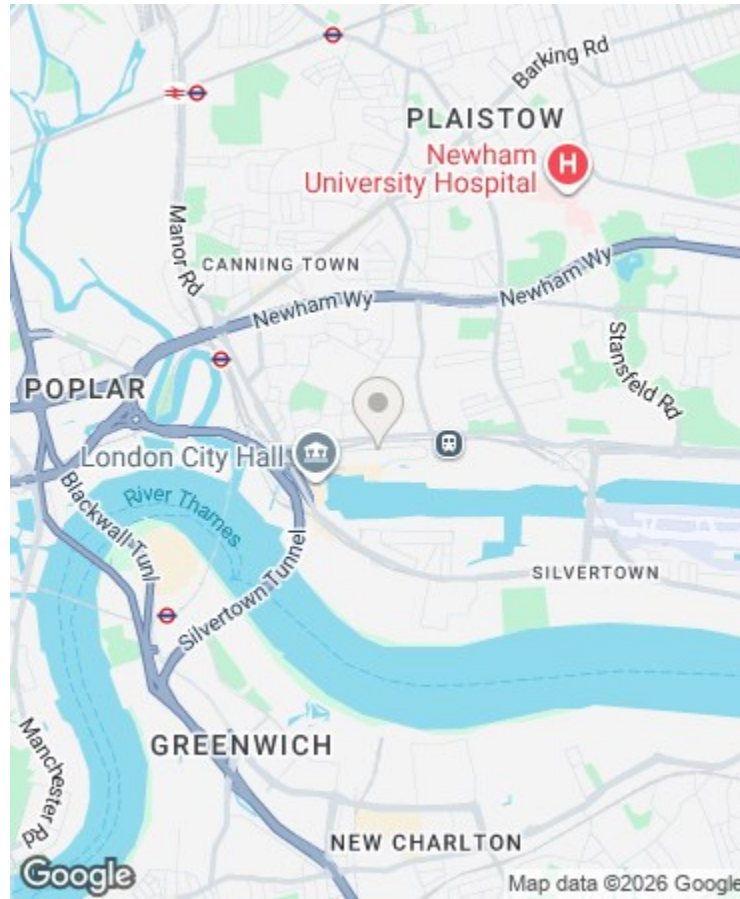 Barking Rd
PLAISTOW
Newham
University Hospital
H
Manor Rd
CANNING TOWN
Newham Wy
Newham Wy
Stansfeld Rd
POPLAR
London City Hall
Blackwall Tunl
River Thames
Silvertown Tunnel
SILVERTOWN
Manchester Rd
GREENWICH
NEW CHARLTON
Google
Map data ©2026 Google